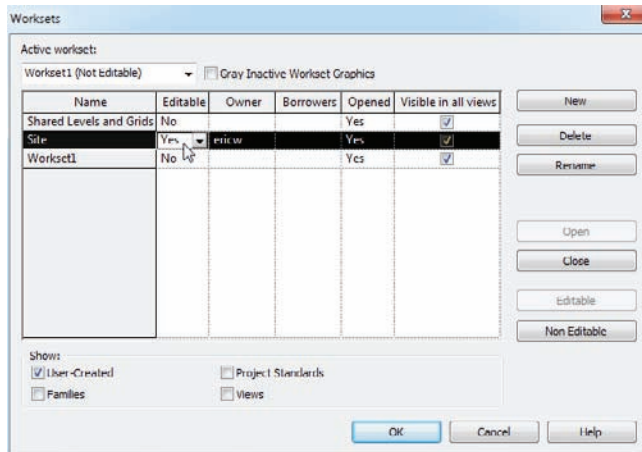 Worksets
Active workset:
Workset1 (Not Editable)
Gray Inactive Workset Graphics
Name Editable Owner Borrowers Opened Visible in all views
Shared Levels and Grids No Yes
Site Yes ericw Yes
Workset1 No Yes
New
Delete
Rename
Open
Close
Editable
Non Editable
Show:
User-Created Project Standards
Families Views
OK Cancel Help